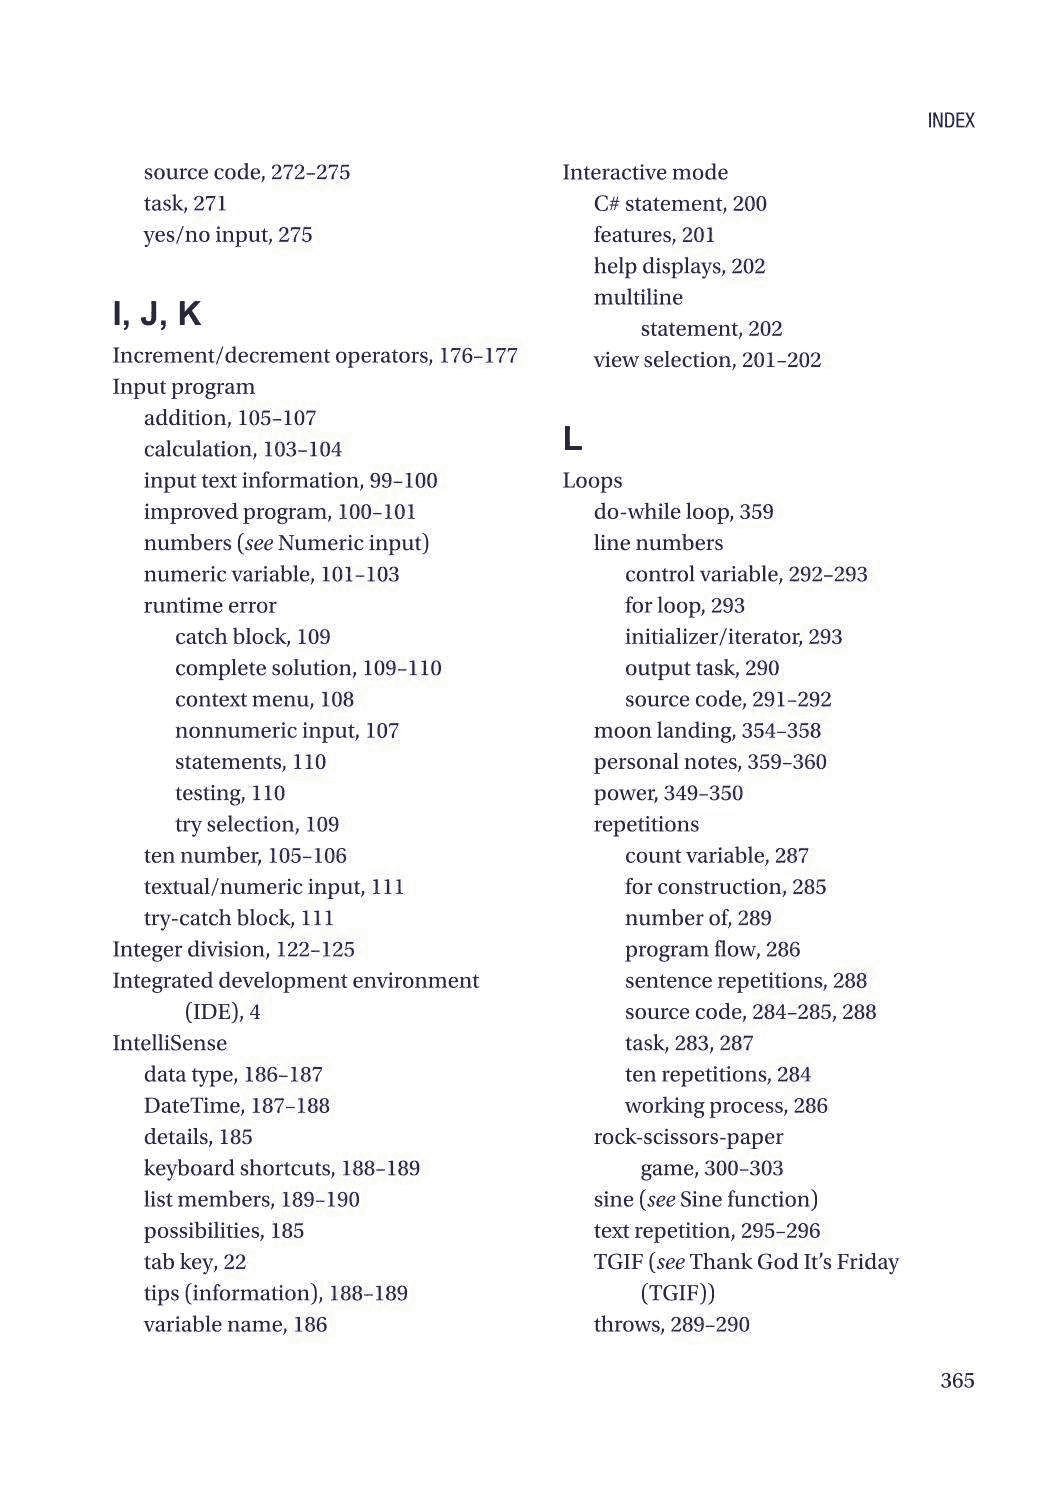 INDEX
source code, 272–275
task, 271
yes/no input, 275
I, J, K
Increment/decrement operators, 176–177
Input program
addition, 105–107
calculation, 103–104
input text information, 99–100
improved program, 100–101
numbers (see Numeric input)
numeric variable, 101–103
runtime error
catch block, 109
complete solution, 109–110
context menu, 108
nonnumeric input, 107
statements, 110
testing, 110
try selection, 109
ten number, 105–106
textual/numeric input, 111
try-catch block, 111
Integer division, 122–125
Integrated development environment
(IDE), 4
IntelliSense
data type, 186–187
DateTime, 187–188
details, 185
keyboard shortcuts, 188–189
list members, 189–190
possibilities, 185
tab key, 22
tips (information), 188–189
variable name, 186
Interactive mode
C# statement, 200
features, 201
help displays, 202
multiline
statement, 202
view selection, 201–202
L
Loops
do-while loop, 359
line numbers
control variable, 292–293
for loop, 293
initializer/iterator, 293
output task, 290
source code, 291–292
moon landing, 354–358
personal notes, 359–360
power, 349–350
repetitions
count variable, 287
for construction, 285
number of, 289
program flow, 286
sentence repetitions, 288
source code, 284–285, 288
task, 283, 287
ten repetitions, 284
working process, 286
rock-scissors-paper
game, 300–303
sine (see Sine function)
text repetition, 295–296
TGIF (see Thank God It's Friday
(TGIF))
throws, 289–290
365